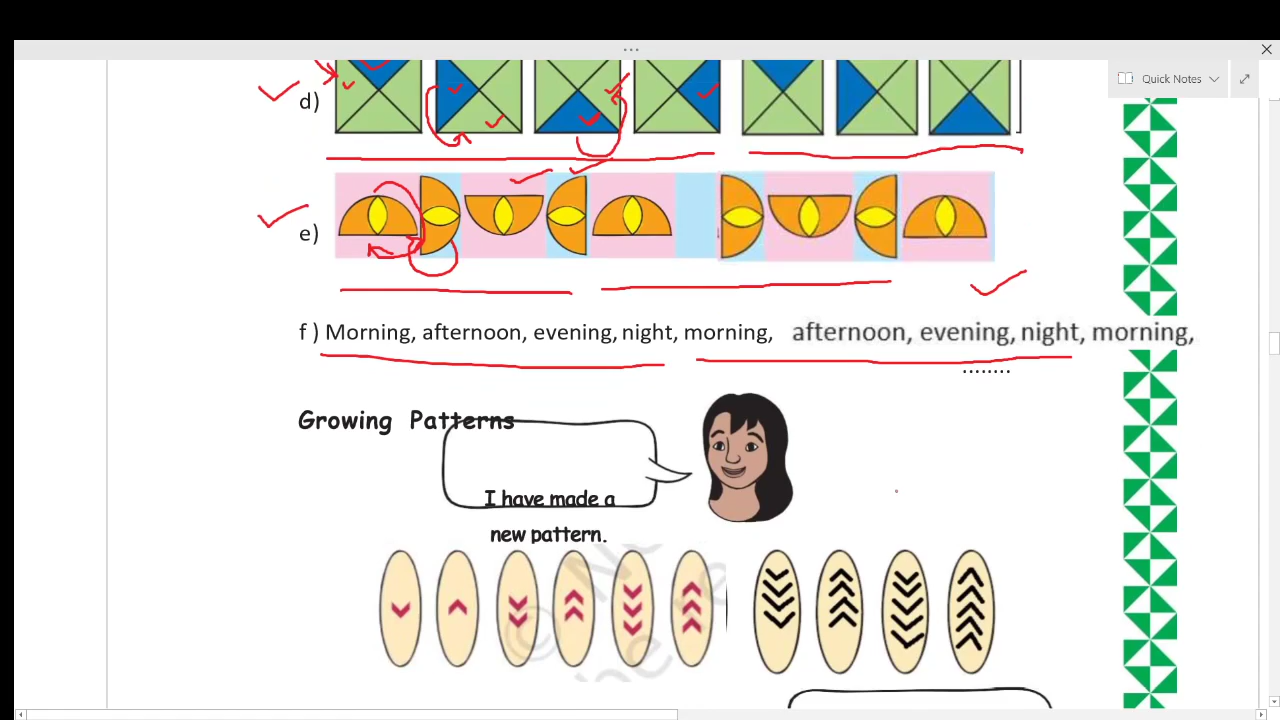 Quick Notes
d)
e)
f ) Morning, afternoon, evening, night, morning, afternoon, evening, night, morning,
........
Growing Patterns
I have made a
new pattern.